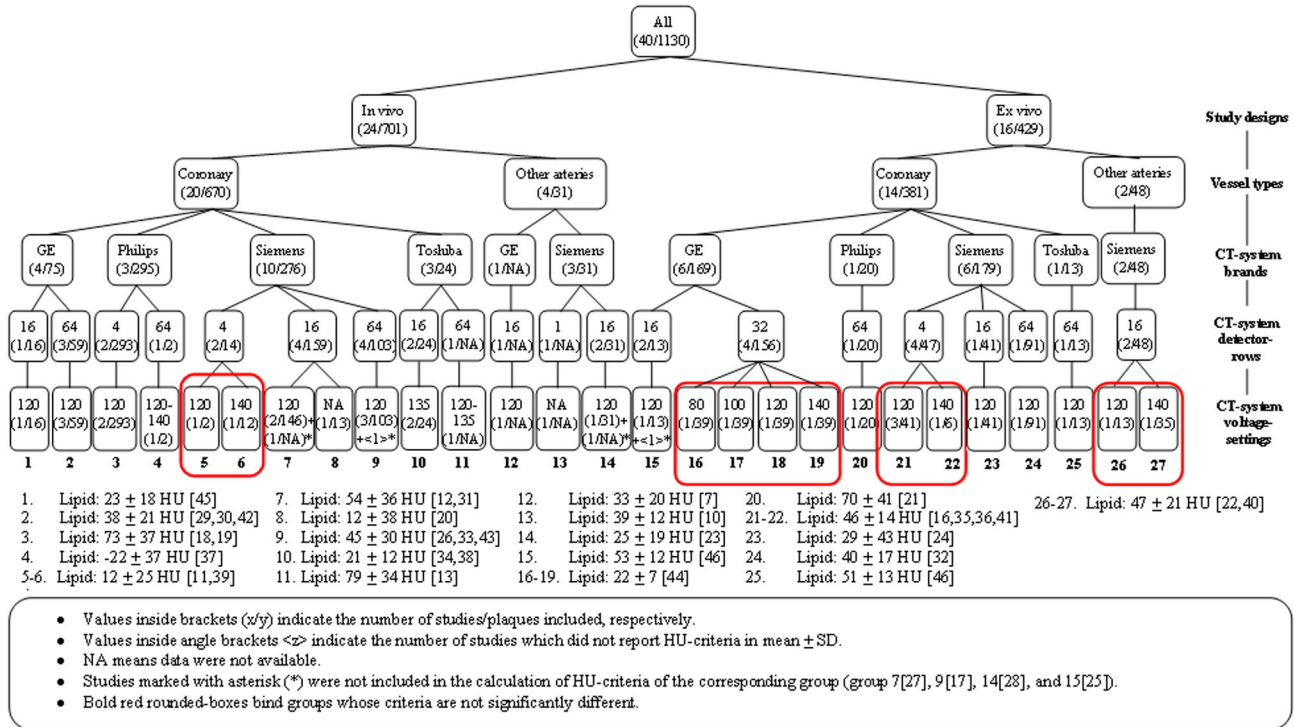 All
(40/1130)
In vivo
(24/701)
Ex vivo
(16/429)
Study designs
Coronary
(20/670)
Other arteries
(4/31)
Coronary
(14/381)
Other arteries
(2/48)
Vessel types
GE
(4/75)
Philips
(3/295)
Siemens
(10/276)
Toshiba
(3/24)
GE
(1/NA)
Siemens
(3/31)
GE
(6/169)
Philips
(1/20)
Siemens
(6/179)
Toshiba
(1/13)
Siemens
(2/48)
CT-system
brands
16
(1/16)
64
(3/59)
4
(2/293)
64
(1/2)
4
(2/14)
16
(4/159)
64
(4/103)
16
(2/24)
64
(1/NA)
16
(1/NA)
1
(1/NA)
16
(2/31)
16
(2/13)
32
(4/156)
64
(1/20)
4
(4/47)
16
(1/41)
64
(1/91)
64
(1/13)
16
(2/48)
CT-system
detector-
rows
120
(1/16)
120
(3/59)
120
(2/293)
120-
140
(1/2)
120
(1/2)
140
(1/12)
120
(2/146)+
(1/NA)*
NA
(1/13)
120
(3/103)
+<1>*
135
(2/24)
120-
135
(1/NA)
120
(1/NA)
NA
(1/NA)
120
(1/31)+
(1/NA)*
120
(1/13)
+<1>*
80
(1/39)
100
(1/39)
120
(1/39)
140
(1/39)
120
(1/20)
120
(3/41)
140
(1/6)
120
(1/41)
120
(1/91)
120
(1/13)
120
(1/13)
140
(1/35)
CT-system
voltage-
settings
1 2 3 4 5 6 7 8 9 10 11 12 13 14 15 16 17 18 19 20 21 22 23 24 25 26 27
1. Lipid: 23 ± 18 HU [45]
2. Lipid: 38 ± 21 HU [29,30,42]
3. Lipid: 73 ± 37 HU [18,19]
4. Lipid: -22 ± 37 HU [37]
5-6. Lipid: 12 ± 25 HU [11,39]
7. Lipid: 54 ± 36 HU [12,31]
8. Lipid: 12 ± 38 HU [20]
9. Lipid: 45 ± 30 HU [26,33,43]
10. Lipid: 21 ± 12 HU [34,38]
11. Lipid: 79 ± 34 HU [13]
12. Lipid: 33 ± 20 HU [7]
13. Lipid: 39 ± 12 HU [10]
14. Lipid: 25 ± 19 HU [23]
15. Lipid: 53 ± 12 HU [46]
16-19. Lipid: 22 ± 7 [44]
20. Lipid: 70 ± 41 [21]
21-22. Lipid: 46 ± 14 HU [16,35,36,41]
23. Lipid: 29 ± 43 HU [24]
24. Lipid: 40 ± 17 HU [32]
25. Lipid: 51 ± 13 HU [46]
26-27. Lipid: 47 ± 21 HU [22,40]
• Values inside brackets (x/y) indicate the number of studies/plaques included, respectively.
• Values inside angle brackets <z> indicate the number of studies which did not report HU-criteria in mean ± SD.
• NA means data were not available.
• Studies marked with asterisk (*) were not included in the calculation of HU-criteria of the corresponding group (group 7[27], 9[17], 14[28], and 15[25]).
• Bold red rounded-boxes bind groups whose criteria are not significantly different.